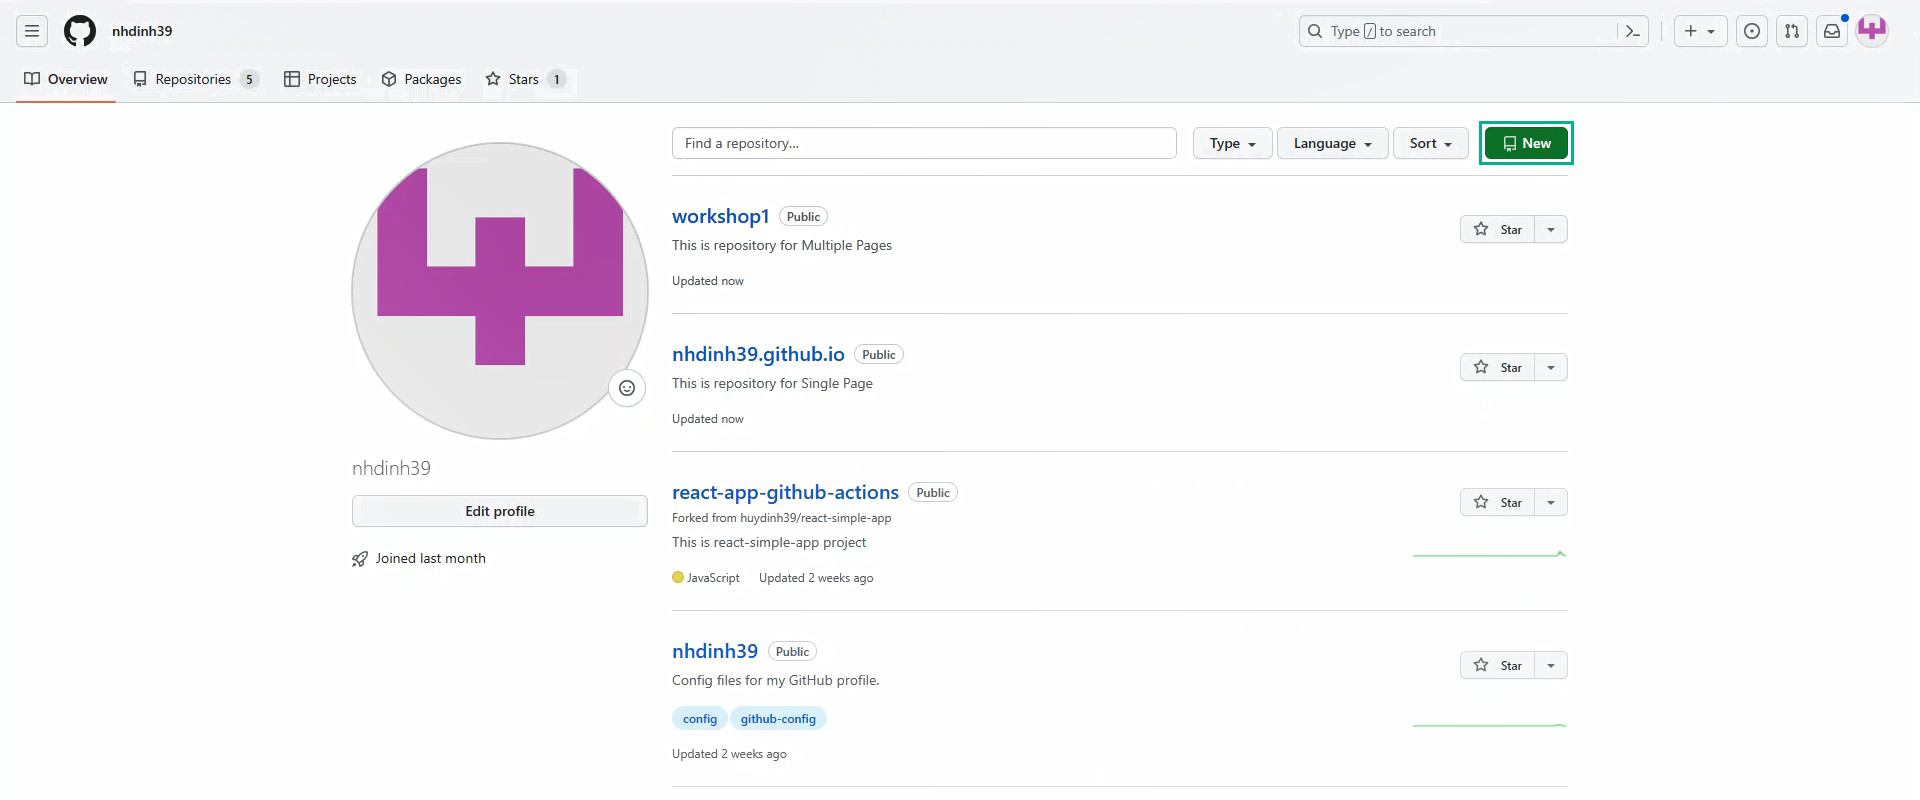 nhdinh39
Type / to search
Overview Repositories 5 Projects Packages Stars 1
Find a repository... Type Language Sort New
workshop1 Public
This is repository for Multiple Pages
Star
Updated now
nhdinh39.github.io Public
This is repository for Single Page
Star
Updated now
nhdinh39
Edit profile
Joined last month
react-app-github-actions Public
Forked from huydinh39/react-simple-app
Star
This is react-simple-app project
JavaScript Updated 2 weeks ago
nhdinh39 Public
Config files for my GitHub profile.
Star
config github-config
Updated 2 weeks ago